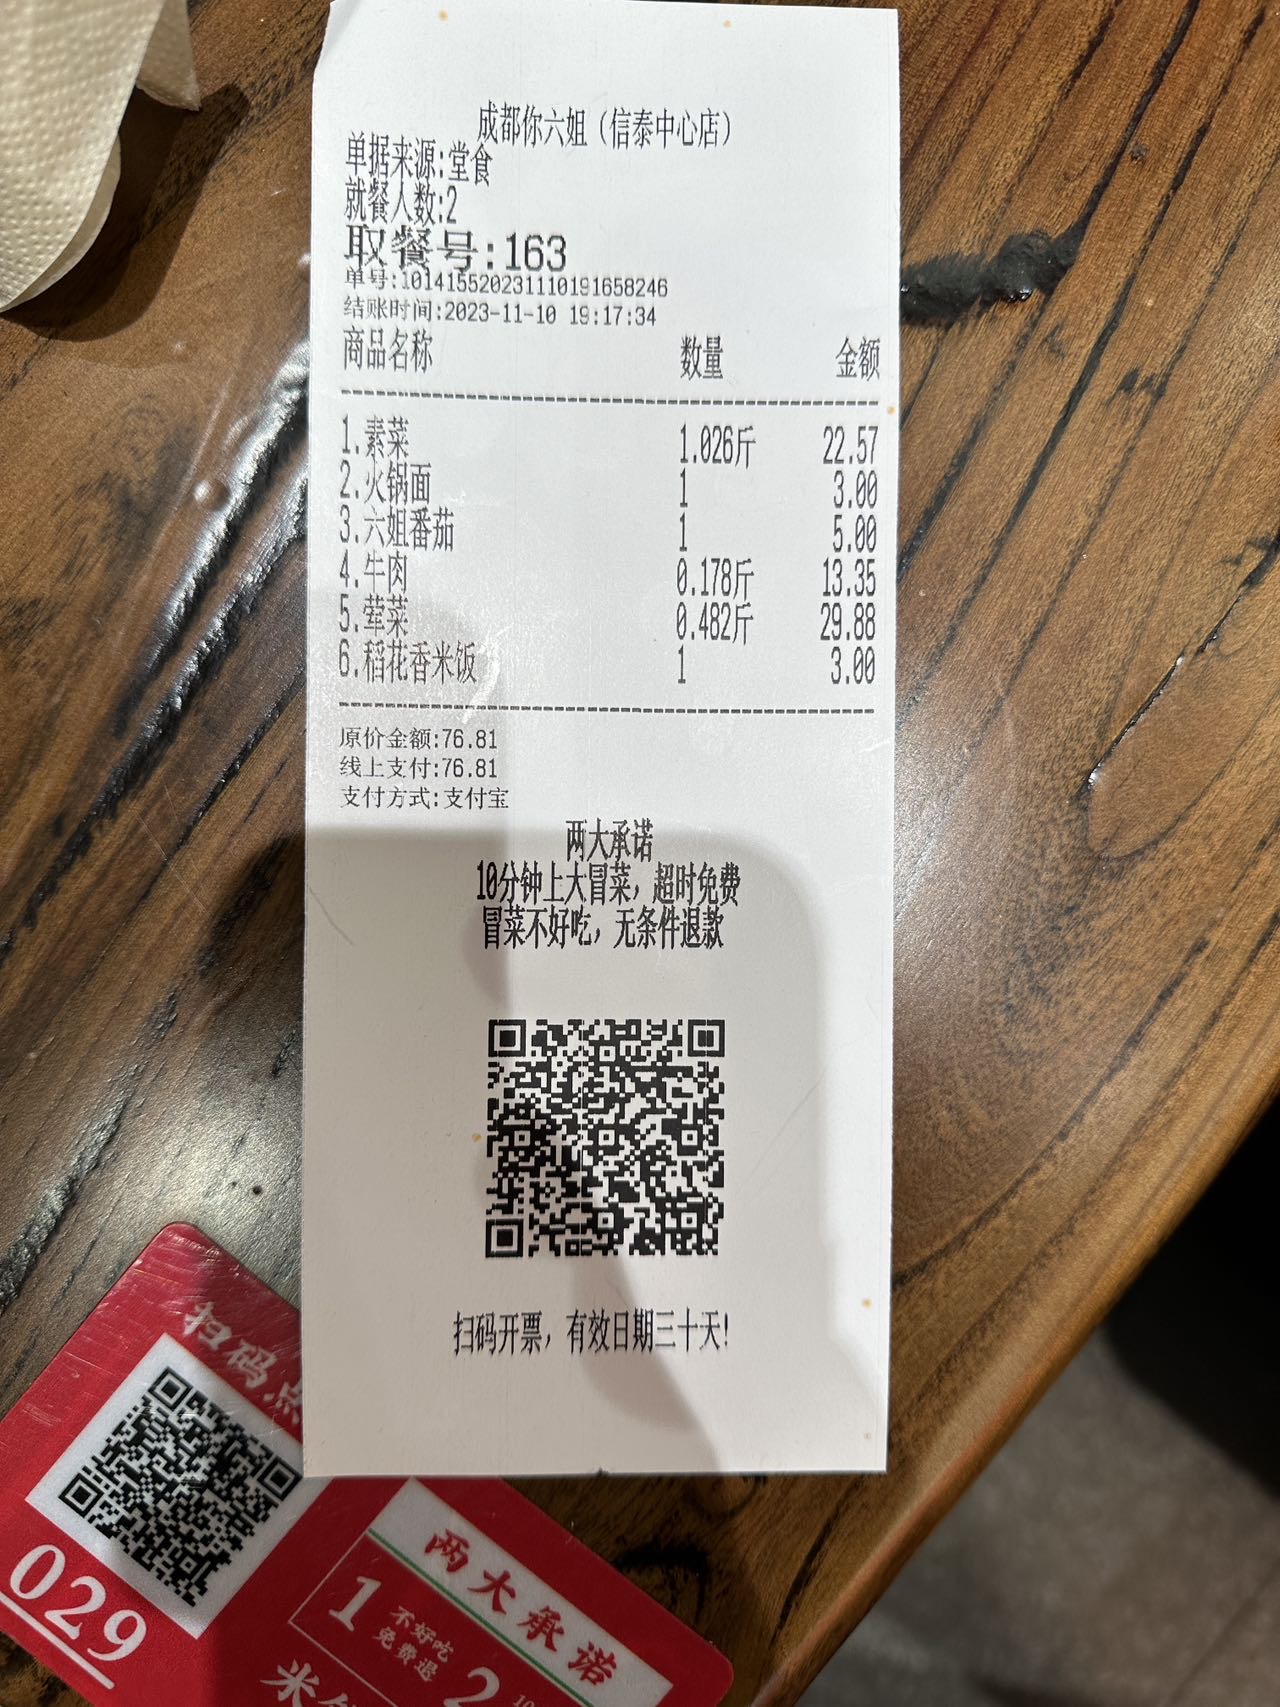 成都你六姐（信泰中心店）
单据来源:堂食
就餐人数:2
取餐号:163
单号:10141552023111019165​8246
结账时间:2023-11-10 19:17:34
商品名称 数量 金额
1.素菜 1.026斤 22.57
2.火锅面 1 3.00
3.六姐番茄 1 5.00
4.牛肉 0.178斤 13.35
5.荤菜 0.482斤 29.88
6.稻花香米饭 1 3.00
原价金额:76.81
线上支付:76.81
支付方式:支付宝
两大承诺
10分钟上大冒菜，超时免费
冒菜不好吃，无条件退款
扫码开票，有效日期三十天!
扫码点
029
两大承诺
1 不好吃
免费退
2 10
米